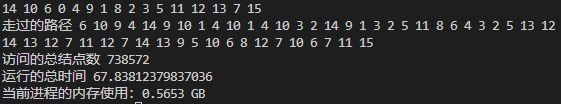 14 10 6 0 4 9 1 8 2 3 5 11 12 13 7 15
走过的路径 6 10 9 4 14 9 10 1 4 10 1 4 10 3 2 14 9 1 3 2 5 11 8 6 4 3 2 5 13 12
14 13 12 7 11 12 7 14 13 9 5 10 6 8 12 7 10 6 7 11 15
访问的总结点数 738572
运行的总时间 67.83812379837036
当前进程的内存使用: 0.5653 GB